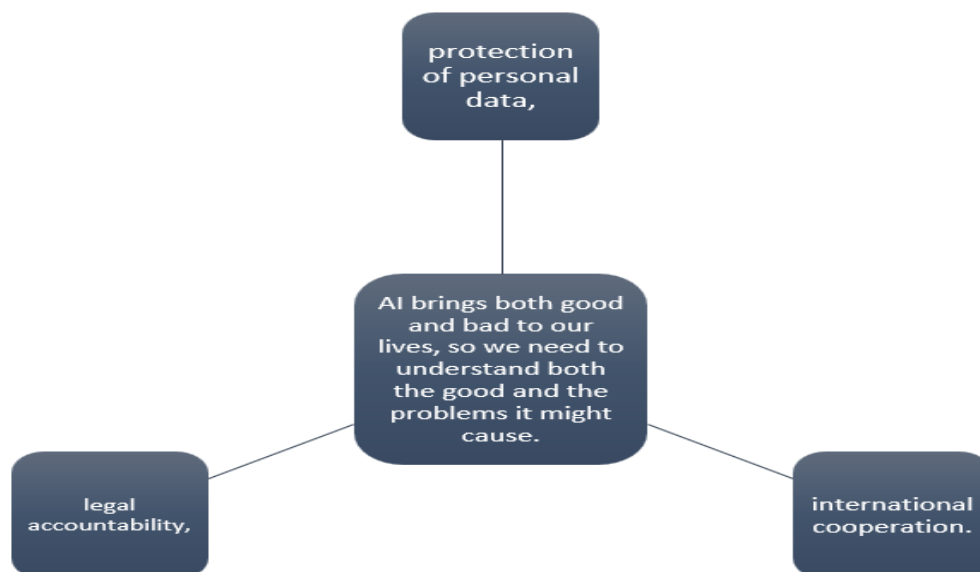 protection
of personal
data,
AI brings both good
and bad to our
lives, so we need to
understand both
the good and the
problems it might
cause.
legal
accountability,
international
cooperation.